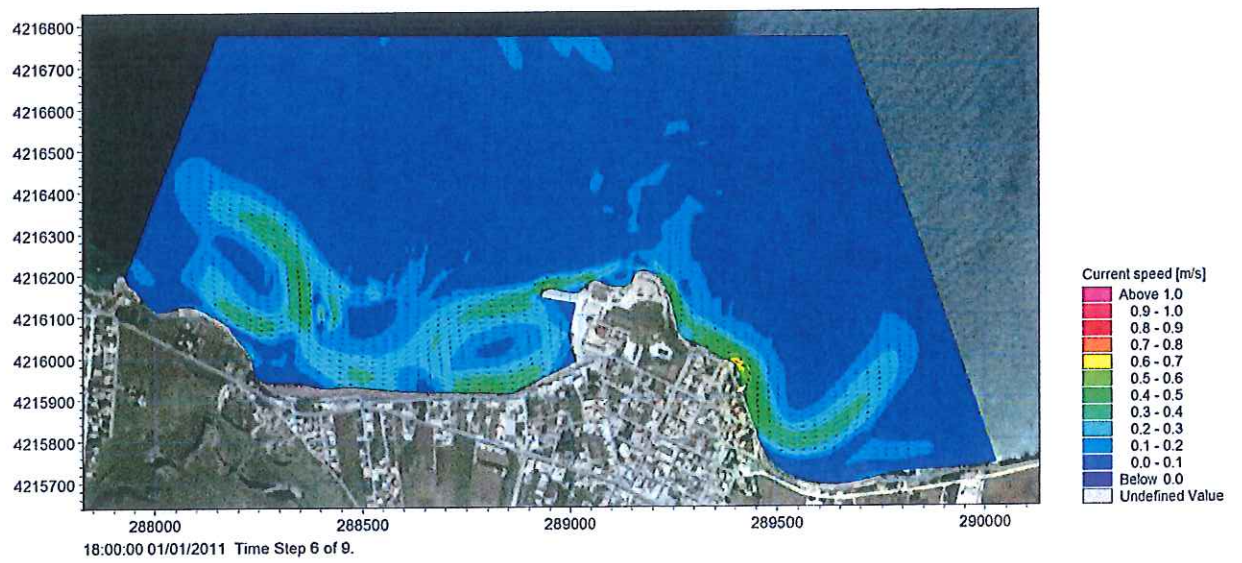 4216800
4216700
4216600
4216500
4216400
4216300
4216200
4216100
4216000
4215900
4215800
4215700
288000 288500 289000 289500 290000
18:00:00 01/01/2011 Time Step 6 of 9.
Current speed [m/s]
Above 1.0
0.9 - 1.0
0.8 - 0.9
0.7 - 0.8
0.6 - 0.7
0.5 - 0.6
0.4 - 0.5
0.3 - 0.4
0.2 - 0.3
0.1 - 0.2
0.0 - 0.1
Below 0.0
Undefined Value